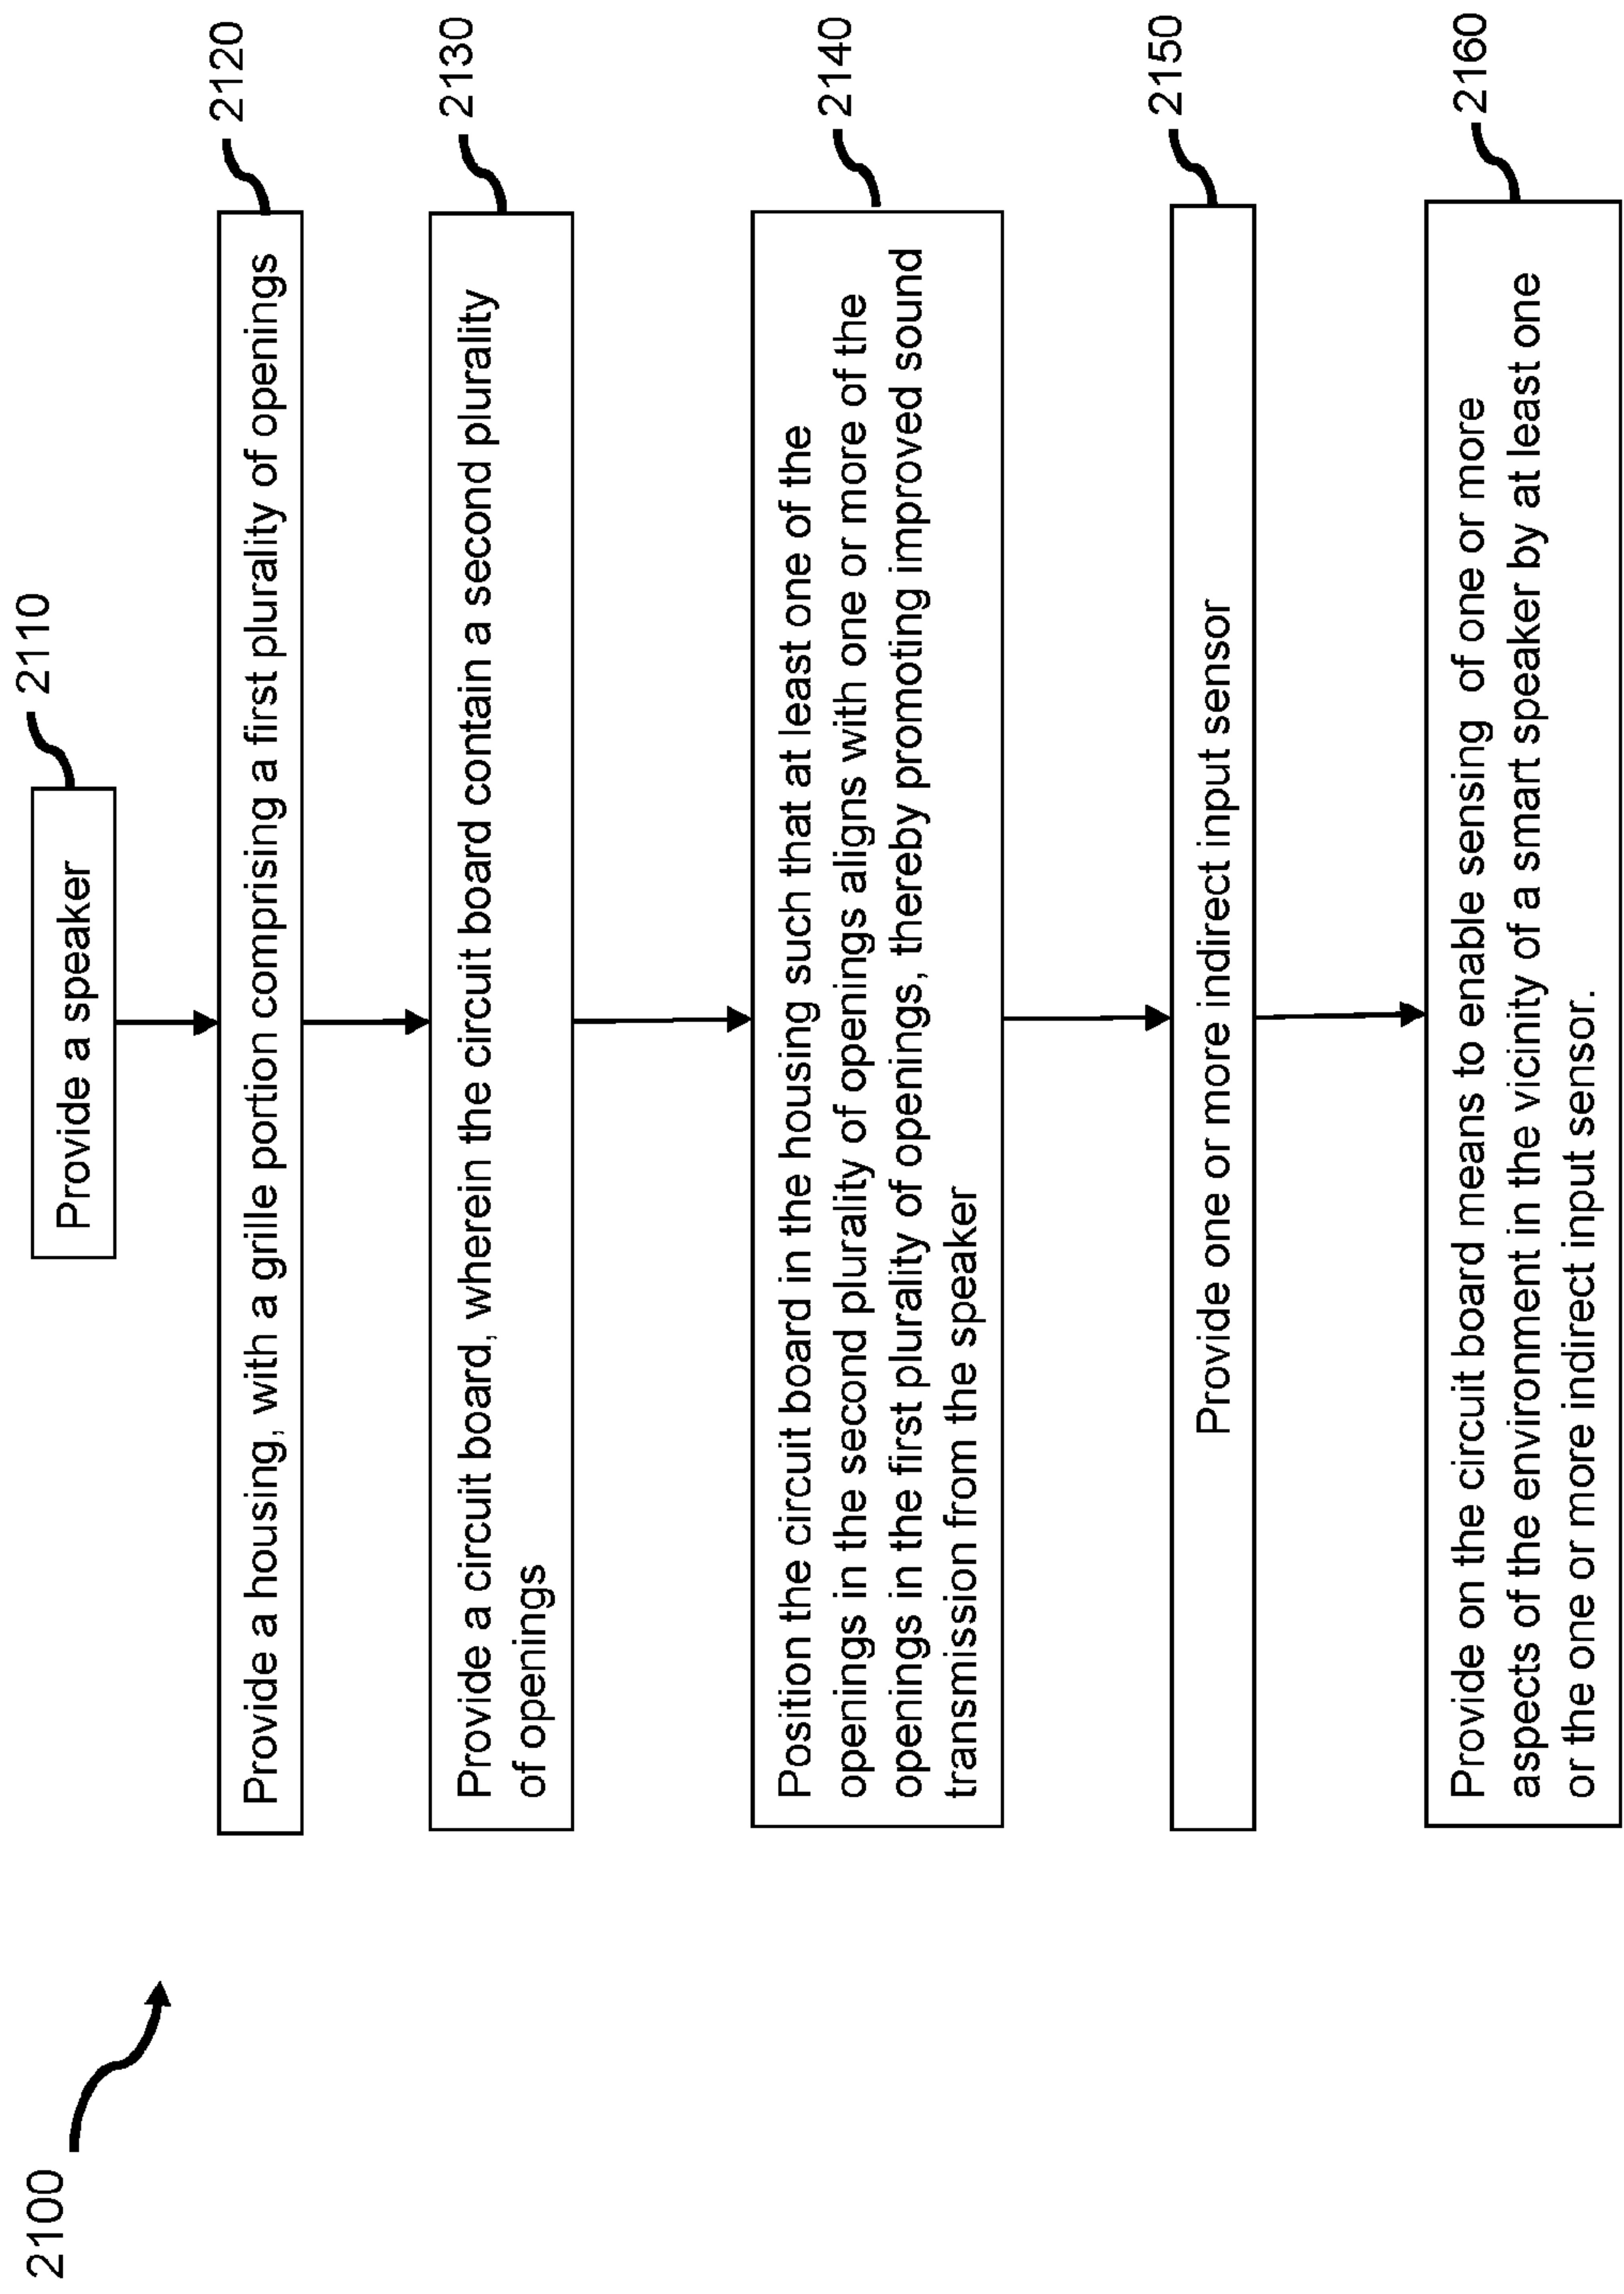 2100
2110
Provide a speaker
2120
Provide a housing, with a grille portion comprising a first plurality of openings
2130
Provide a circuit board, wherein the circuit board contain a second plurality
of openings
2140
Position the circuit board in the housing such that at least one of the
openings in the second plurality of openings aligns with one or more of the
openings in the first plurality of openings, thereby promoting improved sound
transmission from the speaker
2150
Provide one or more indirect input sensor
2160
Provide on the circuit board means to enable sensing of one or more
aspects of the environment in the vicinity of a smart speaker by at least one
or the one or more indirect input sensor.